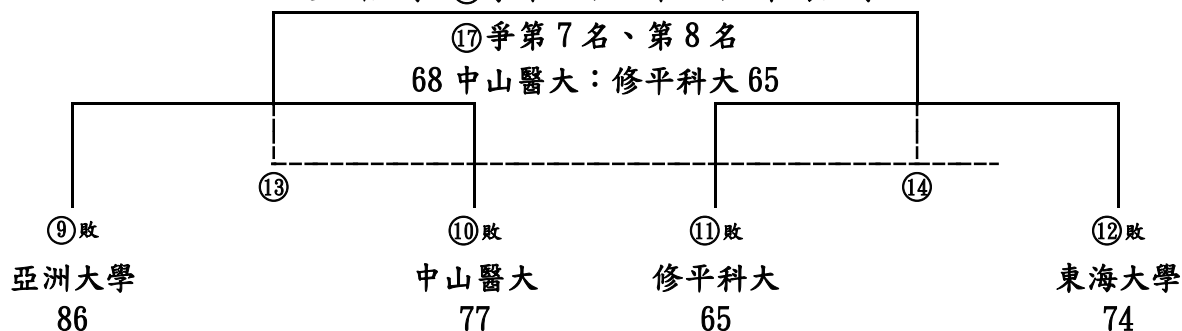 ⑰爭第 7 名、第 8 名
68 中山醫大：修平科大 65
⑬ ⑭
⑨敗 ⑩敗 ⑪敗 ⑫敗
亞洲大學 中山醫大 修平科大 東海大學
86 77 65 74